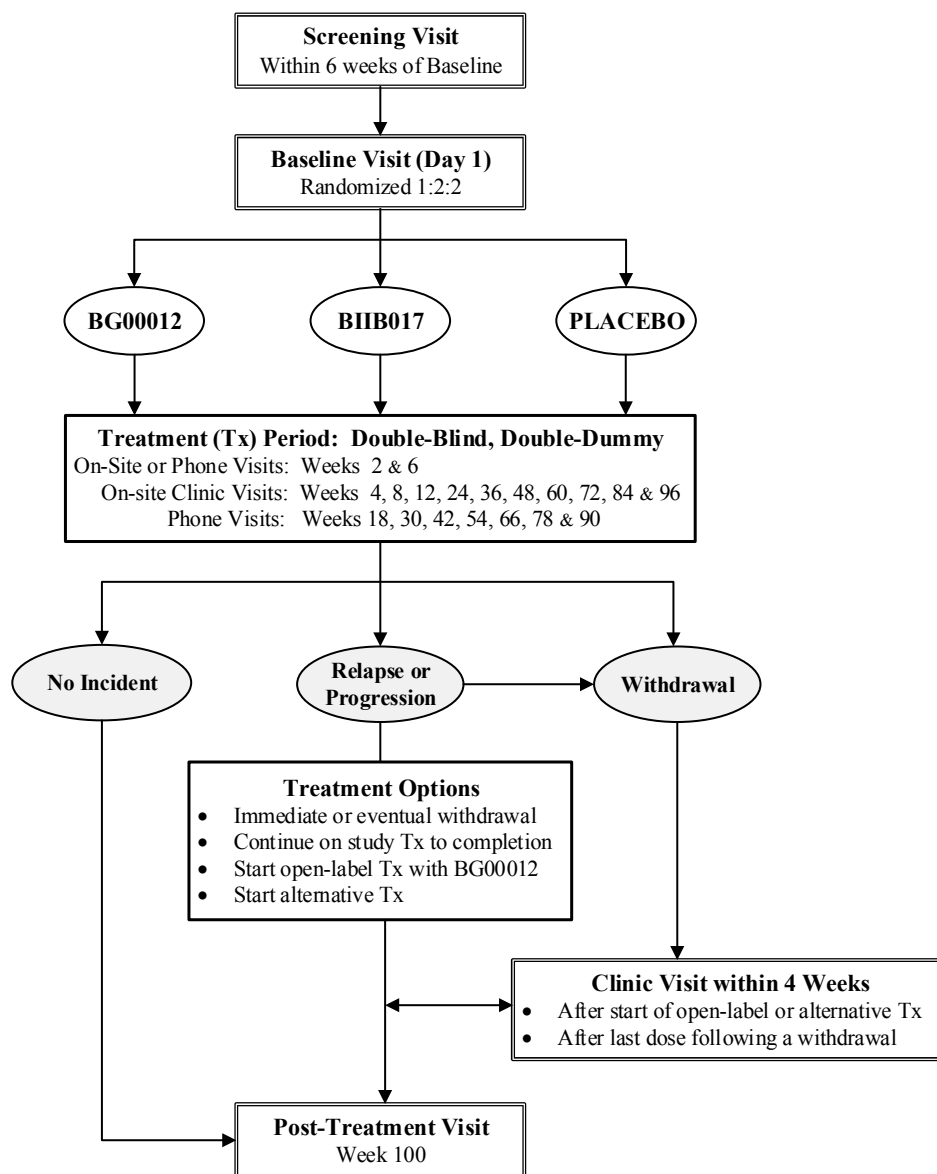 Screening Visit
Within 6 weeks of Baseline
Baseline Visit (Day 1)
Randomized 1:2:2
BG00012
BIIB017
PLACEBO
Treatment (Tx) Period: Double-Blind, Double-Dummy
On-Site or Phone Visits: Weeks 2 & 6
On-site Clinic Visits: Weeks 4, 8, 12, 24, 36, 48, 60, 72, 84 & 96
Phone Visits: Weeks 18, 30, 42, 54, 66, 78 & 90
No Incident
Relapse or
Progression
Withdrawal
Treatment Options
• Immediate or eventual withdrawal
• Continue on study Tx to completion
• Start open-label Tx with BG00012
• Start alternative Tx
Clinic Visit within 4 Weeks
• After start of open-label or alternative Tx
• After last dose following a withdrawal
Post-Treatment Visit
Week 100